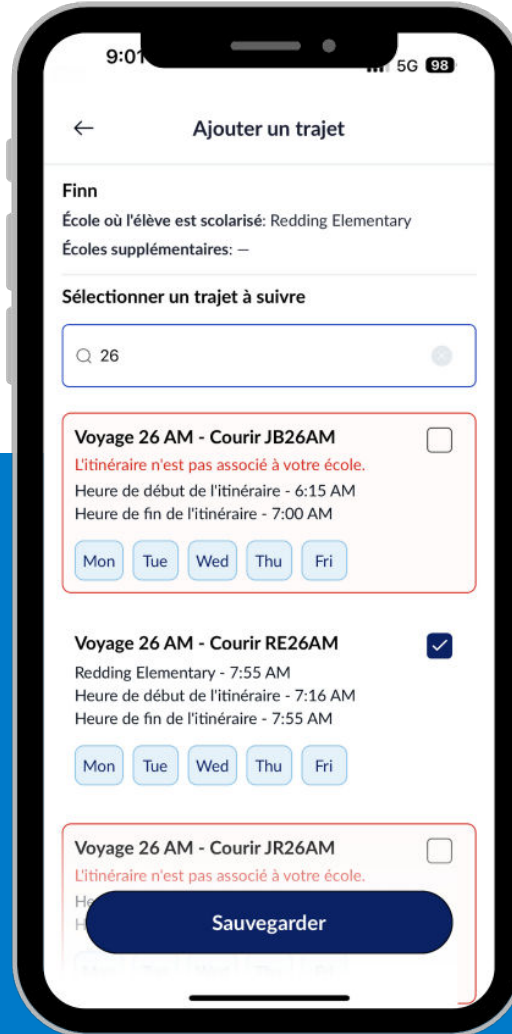 9:01
5G 98
Ajouter un trajet
Finn
École où l'élève est scolarisé: Redding Elementary
Écoles supplémentaires: —
Sélectionner un trajet à suivre
26
Voyage 26 AM - Courir JB26AM
L'itinéraire n'est pas associé à votre école.
Heure de début de l'itinéraire - 6:15 AM
Heure de fin de l'itinéraire - 7:00 AM
Mon Tue Wed Thu Fri
Voyage 26 AM - Courir RE26AM
Redding Elementary - 7:55 AM
Heure de début de l'itinéraire - 7:16 AM
Heure de fin de l'itinéraire - 7:55 AM
Mon Tue Wed Thu Fri
Voyage 26 AM - Courir JR26AM
L'itinéraire n'est pas associé à votre école.
Sauvegarder